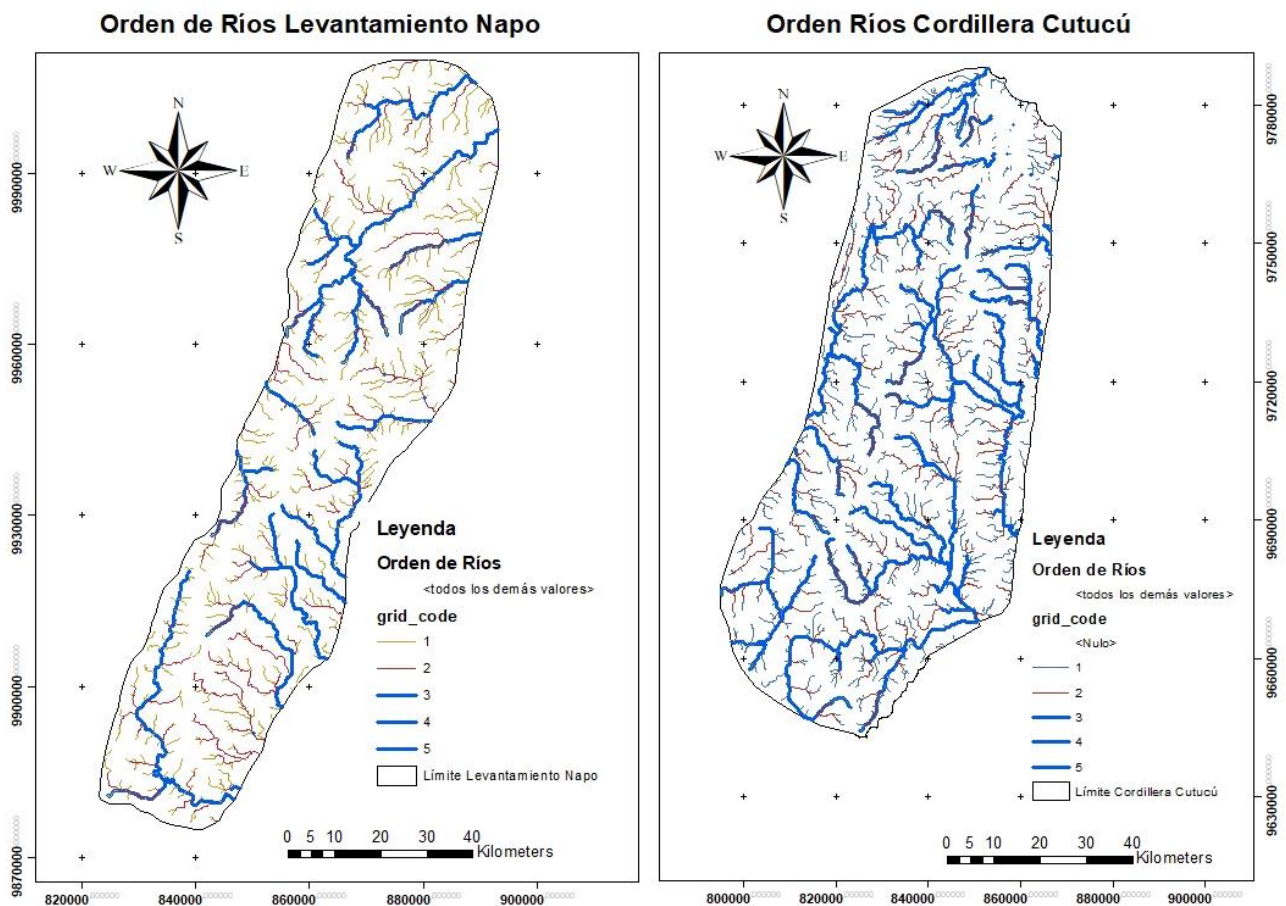 Orden de Ríos Levantamiento Napo
N
W
E
S
9990000
9960000
9930000
9900000
9870000
Leyenda
Orden de Ríos
<todos los demás valores>
grid_code
1
2
3
4
5
Límite Levantamiento Napo
0 5 10 20 30 40
Kilometers
820000 840000 860000 880000 900000
Orden Ríos Cordillera Cutucú
N
W
E
S
9780000
9750000
9720000
9690000
9660000
9630000
Leyenda
Orden de Ríos
<todos los demás valores>
grid_code
<Nulo>
1
2
3
4
5
Límite Cordillera Cutucú
0 5 10 20 30 40
Kilometers
800000 820000 840000 860000 880000 900000